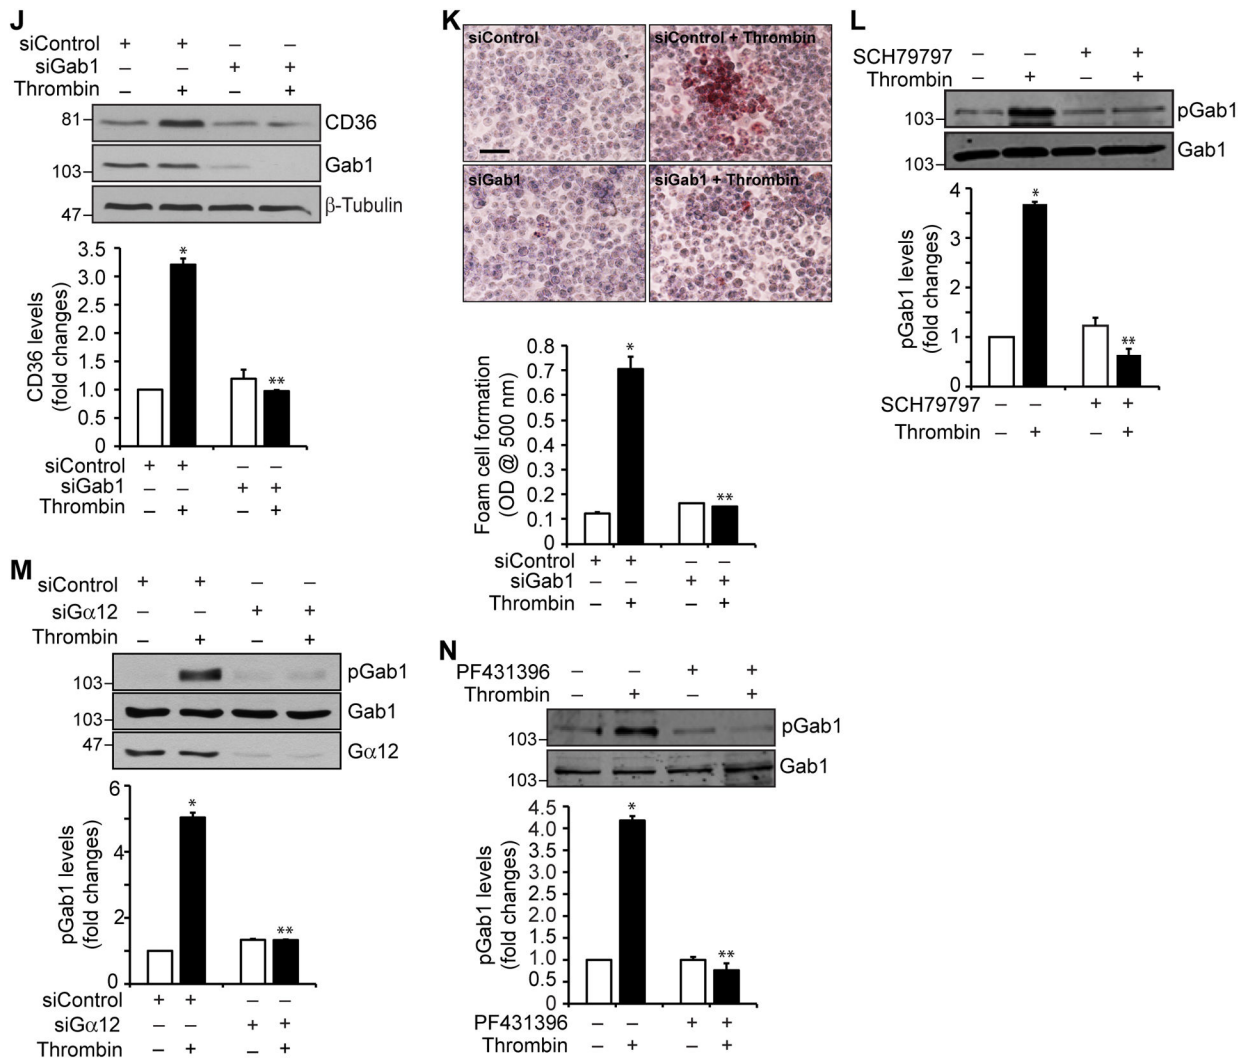 J
siControl + + – –
siGab1 – – + +
Thrombin – + – +
81– CD36
103– Gab1
47– β-Tubulin
3.5
3.0
2.5
2.0
1.5
1.0
0.5
0
CD36 levels
(fold changes)
*
**
siControl + + – –
siGab1 – – + +
Thrombin – + – +
K
siControl
siControl + Thrombin
siGab1
siGab1 + Thrombin
0.8
0.7
0.6
0.5
0.4
0.3
0.2
0.1
0
Foam cell formation
(OD @ 500 nm)
*
**
siControl + + – –
siGab1 – – + +
Thrombin – + – +
L
SCH79797 – – + +
Thrombin – + – +
103– pGab1
103– Gab1
4
3
2
1
0
pGab1 levels
(fold changes)
*
**
SCH79797 – – + +
Thrombin – + – +
M
siControl + + – –
siGα12 – – + +
Thrombin – + – +
103– pGab1
103– Gab1
47– Gα12
6
4
2
0
pGab1 levels
(fold changes)
*
**
siControl + + – –
siGα12 – – + +
Thrombin – + – +
N
PF431396 – – + +
Thrombin – + – +
103– pGab1
103– Gab1
4.5
4.0
3.5
3.0
2.5
2.0
1.5
1.0
0.5
0.0
pGab1 levels
(fold changes)
*
**
PF431396 – – + +
Thrombin – + – +